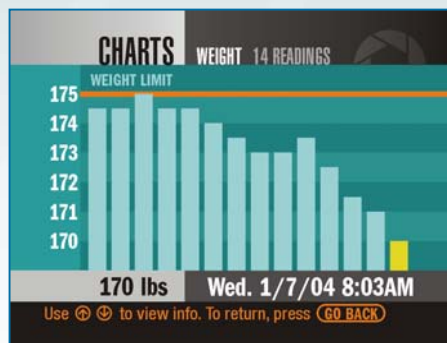 CHARTS WEIGHT 14 READINGS
WEIGHT LIMIT
175
174
173
172
171
170
170 lbs Wed. 1/7/04 8:03AM
Use ↑ ↓ to view info. To return, press GO BACK